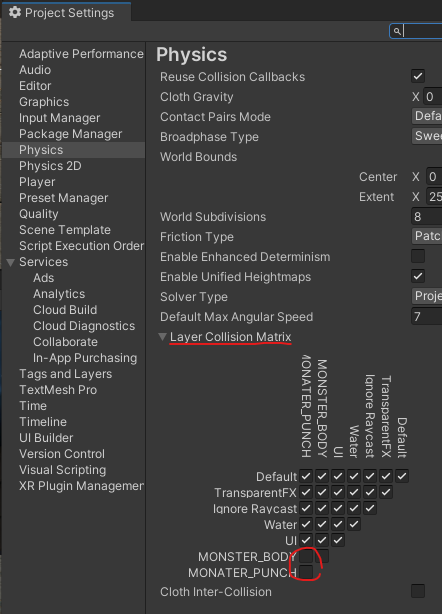 Project Settings
Adaptive Performance
Audio
Editor
Graphics
Input Manager
Package Manager
Physics
Physics 2D
Player
Preset Manager
Quality
Scene Template
Script Execution Order
Services
Ads
Analytics
Cloud Build
Cloud Diagnostics
Collaborate
In-App Purchasing
Tags and Layers
TextMesh Pro
Time
Timeline
UI Builder
Version Control
Visual Scripting
XR Plugin Managemen
Physics
Reuse Collision Callbacks
Cloth Gravity X 0
Contact Pairs Mode Defa
Broadphase Type Swee
World Bounds
Center X 0
Extent X 25
World Subdivisions 8
Friction Type Patc
Enable Enhanced Determinism
Enable Unified Heightmaps
Solver Type Proje
Default Max Angular Speed 7
Layer Collision Matrix
MONATER_PUNCH
MONSTER_BODY
UI
Water
Ignore Raycast
TransparentFX
Default
Default
TransparentFX
Ignore Raycast
Water
UI
MONSTER_BODY
MONATER_PUNCH
Cloth Inter-Collision